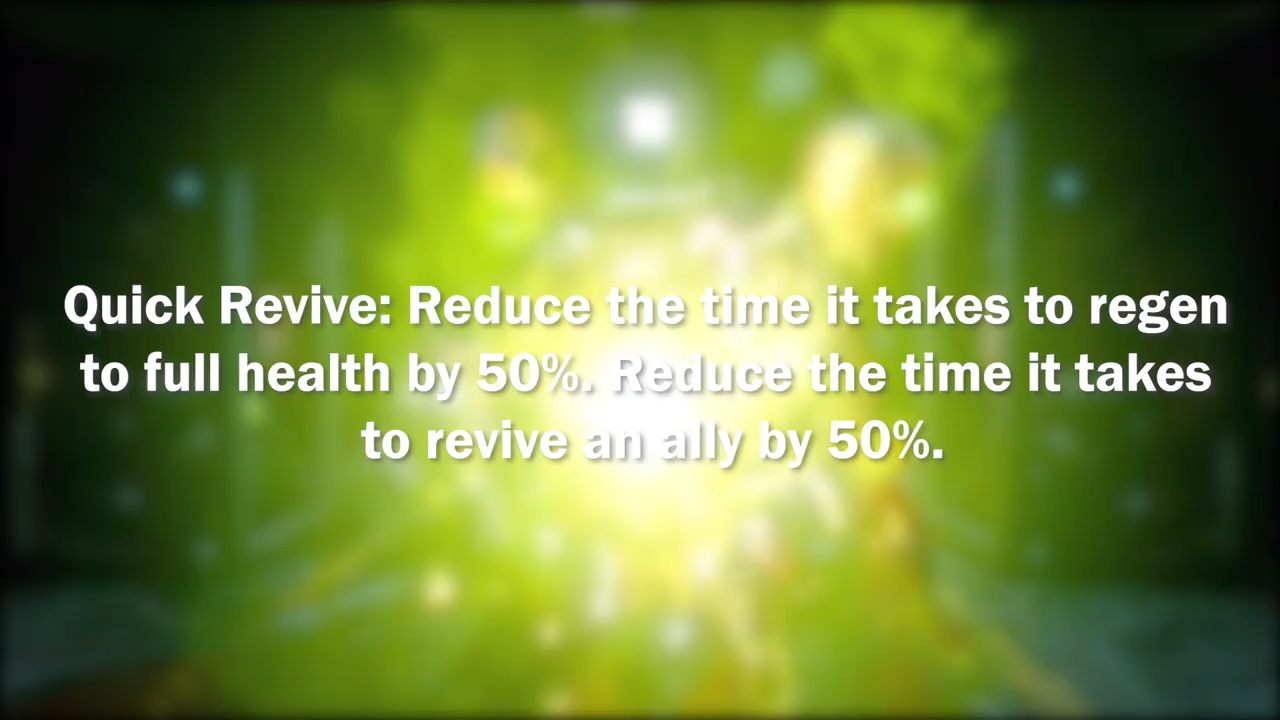 Quick Revive: Reduce the time it takes to regen
to full health by 50%. Reduce the time it takes
to revive an ally by 50%.